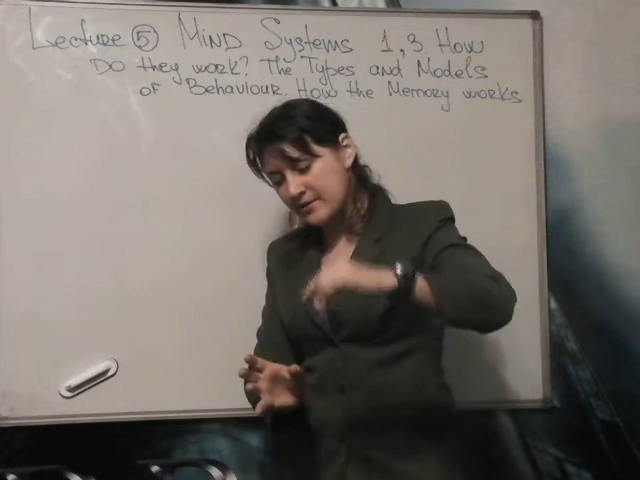 Lecture ⑤ Mind Systems 1,3 How
Do they work? The Types and Models
of Behaviour. How the Memory works